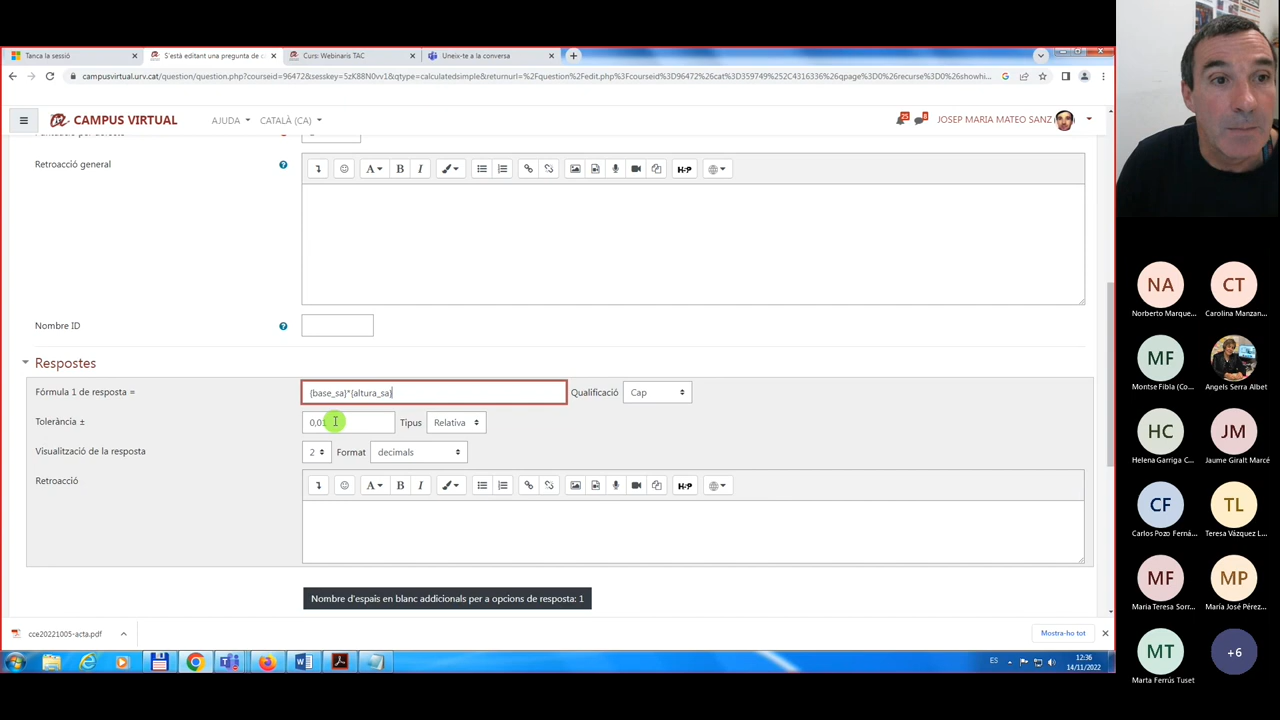 Tanca la sessió
S'està editant una pregunta de c
Curs: Webinaris TAC
Uneix-te a la conversa
campusvirtual.urv.cat/question/question.php?courseid=96472&sesskey=5zK88N0vv1&qtype=calculatedsimple&returnurl=%2Fquestion%2Fedit.php%3Fcourseid%3D96472%26cat%3D359749%252C4316336%26qpage%3D0%26recurse%3D0%26showhi...
CAMPUS VIRTUAL
AJUDA
CATALÀ (CA)
25
8
JOSEP MARIA MATEO SANZ
Retroacció general
Nombre ID
Respostes
Fórmula 1 de resposta =
{base_sa}*{altura_sa}
Qualificació
Cap
Tolerància ±
0,01
Tipus
Relativa
Visualització de la resposta
2
Format
decimals
Retroacció
Nombre d'espais en blanc addicionals per a opcions de resposta: 1
cce20221005-acta.pdf
Mostra-ho tot
ES
12:36
14/11/2022
NA
Norberto Marque...
CT
Carolina Manzan...
MF
Montse Fibla (Co...
Angels Serra Albet
HC
Helena Garriga C...
JM
Jaume Giralt Marcé
CF
Carlos Pozo Ferná...
TL
Teresa Vázquez L...
MF
Maria Teresa Sorr...
MP
María José Pérez...
MT
Marta Ferrús Tuset
+6